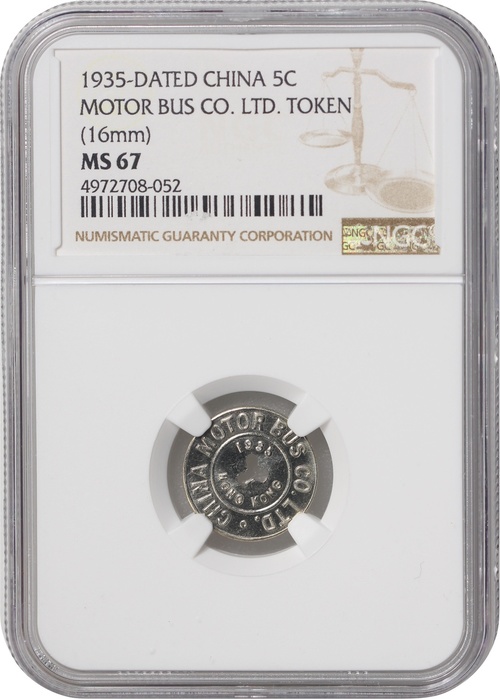 1935-DATED CHINA 5C
MOTOR BUS CO. LTD. TOKEN
(16mm)
MS 67
4972708-052
NUMISMATIC GUARANTY CORPORATION
NGC
CHINA MOTOR BUS CO. LTD.
HONG KONG